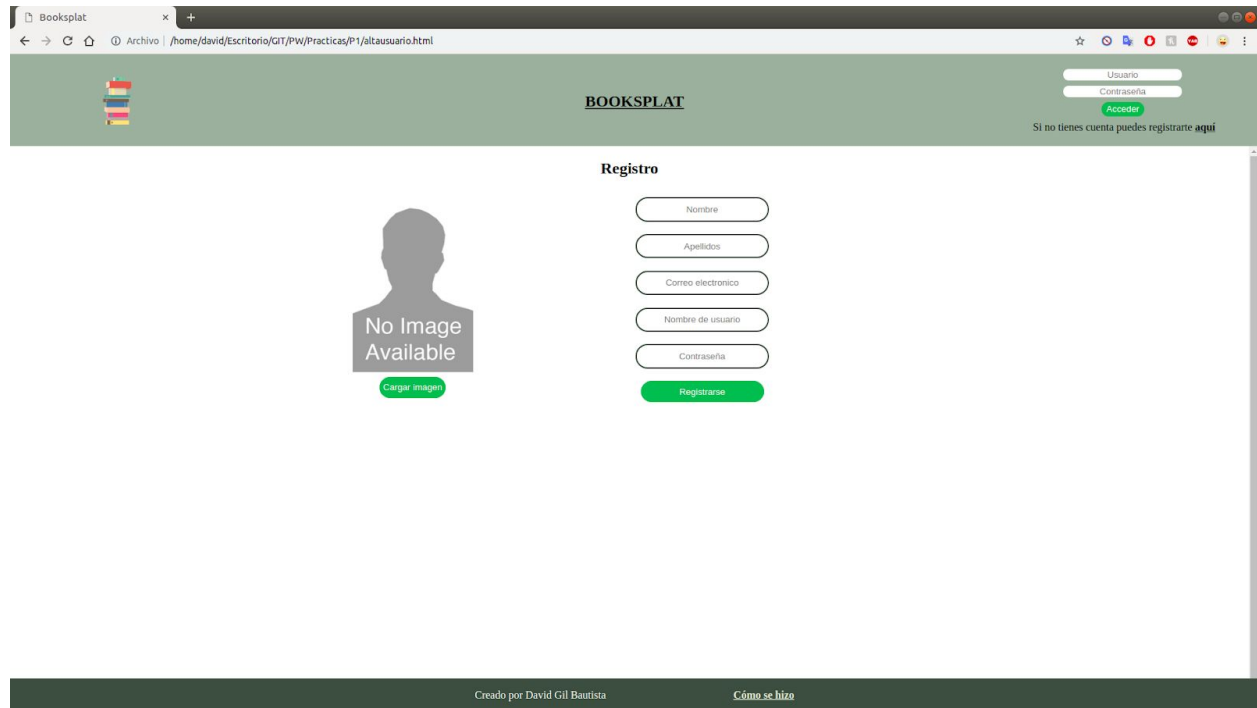 Booksplat
Archivo | /home/david/Escritorio/GIT/PW/Practicas/P1/altausuario.html
BOOKSPLAT
Usuario
Contraseña
Acceder
Si no tienes cuenta puedes registrarte aquí
Registro
No Image
Available
Cargar imagen
Nombre
Apellidos
Correo electronico
Nombre de usuario
Contraseña
Registrarse
Creado por David Gil Bautista
Cómo se hizo